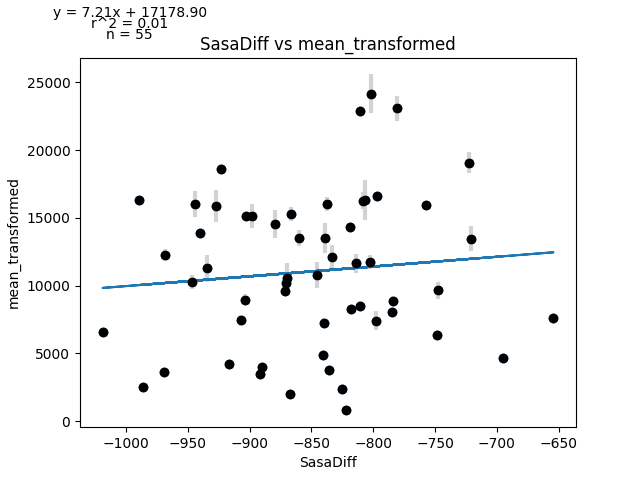 y = 7.21x + 17178.90
r^2 = 0.01
n = 55
SasaDiff vs mean_transformed
25000
20000
15000
10000
5000
0
mean_transformed
−1000 −950 −900 −850 −800 −750 −700 −650
SasaDiff